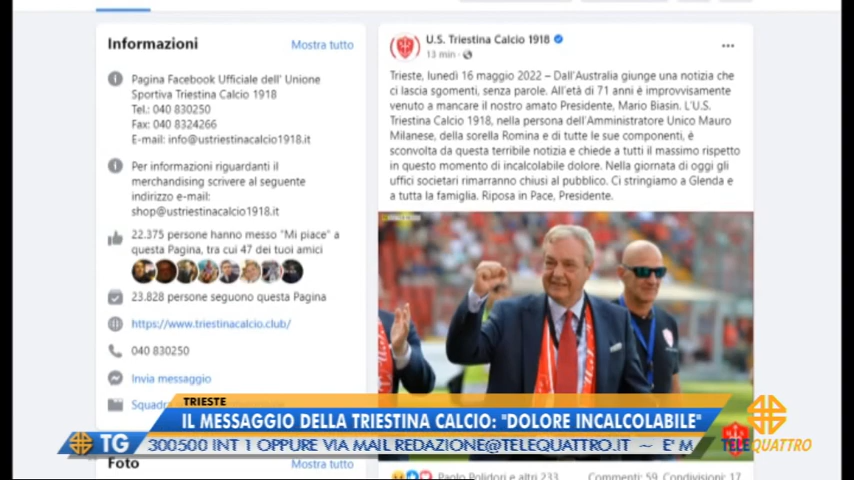 Informazioni
Mostra tutto
Pagina Facebook Ufficiale dell' Unione
Sportiva Triestina Calcio 1918
Tel.: 040 830250
Fax: 040 8324266
E-mail: info@ustriestinacalcio1918.it
Per informazioni riguardanti il
merchandising scrivere al seguente
indirizzo e-mail:
shop@ustriestinacalcio1918.it
22.375 persone hanno messo "Mi piace" a
questa Pagina, tra cui 47 dei tuoi amici
23.828 persone seguono questa Pagina
https://www.triestinacalcio.club/
040 830250
Invia messaggio
Squadra
Foto
Mostra tutto
U.S. Triestina Calcio 1918
13 min ·
Trieste, lunedì 16 maggio 2022 – Dall'Australia giunge una notizia che
ci lascia sgomenti, senza parole. All'età di 71 anni è improvvisamente
venuto a mancare il nostro amato Presidente, Mario Biasin. L'U.S.
Triestina Calcio 1918, nella persona dell'Amministratore Unico Mauro
Milanese, della sorella Romina e di tutte le sue componenti, è
sconvolta da questa terribile notizia e chiede a tutti il massimo rispetto
in questo momento di incalcolabile dolore. Nella giornata di oggi gli
uffici societari rimarranno chiusi al pubblico. Ci stringiamo a Glenda e
a tutta la famiglia. Riposa in Pace, Presidente.
Paolo Polidori e altri 233
Commenti: 59
Condivisioni: 17
TRIESTE
IL MESSAGGIO DELLA TRIESTINA CALCIO: "DOLORE INCALCOLABILE"
TG
300500 INT 1 OPPURE VIA MAIL REDAZIONE@TELEQUATTRO.IT ~ E' M
TELEQUATTRO